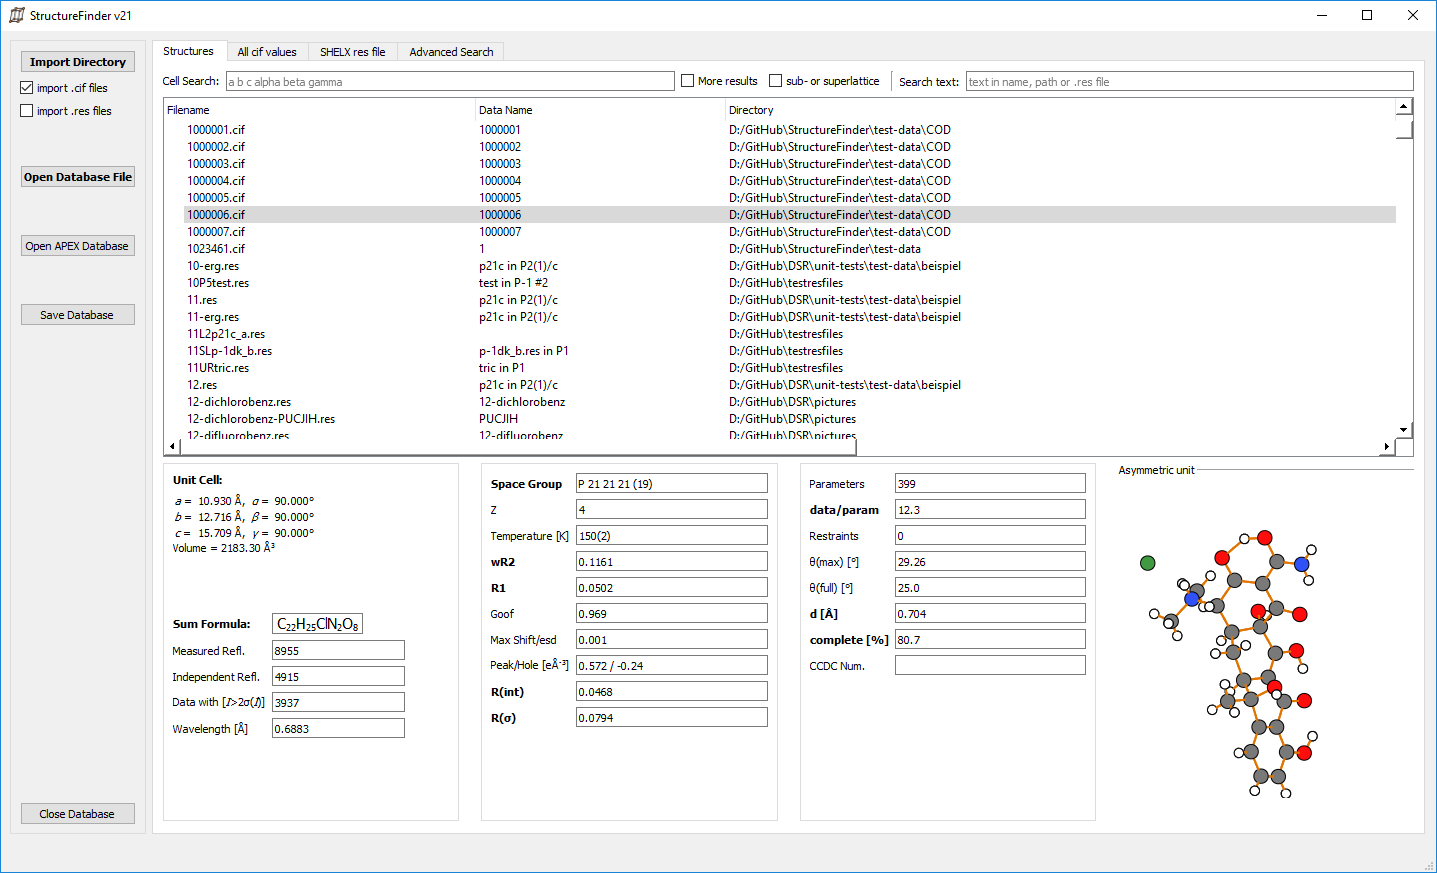 StructureFinder v21
Import Directory
import .cif files
import .res files
Open Database File
Open APEX Database
Save Database
Close Database
Structures All cif values SHELX res file Advanced Search
Cell Search: a b c alpha beta gamma More results sub- or superlattice Search text: text in name, path or .res file
Filename Data Name Directory
1000001.cif 1000001 D:/GitHub\StructureFinder\test-data\COD
1000002.cif 1000002 D:/GitHub\StructureFinder\test-data\COD
1000003.cif 1000003 D:/GitHub\StructureFinder\test-data\COD
1000004.cif 1000004 D:/GitHub\StructureFinder\test-data\COD
1000005.cif 1000005 D:/GitHub\StructureFinder\test-data\COD
1000006.cif 1000006 D:/GitHub\StructureFinder\test-data\COD
1000007.cif 1000007 D:/GitHub\StructureFinder\test-data\COD
1023461.cif 1 D:/GitHub\StructureFinder\test-data
10-erg.res p21c in P2(1)/c D:/GitHub\DSR\unit-tests\test-data\beispiel
10P5test.res test in P-1 #2 D:/GitHub\testresfiles
11.res p21c in P2(1)/c D:/GitHub\DSR\unit-tests\test-data\beispiel
11-erg.res p21c in P2(1)/c D:/GitHub\DSR\unit-tests\test-data\beispiel
11L2p21c_a.res D:/GitHub\testresfiles
11SLp-1dk_b.res p-1dk_b.res in P1 D:/GitHub\testresfiles
11URtric.res tric in P1 D:/GitHub\testresfiles
12.res p21c in P2(1)/c D:/GitHub\DSR\unit-tests\test-data\beispiel
12-dichlorobenz.res 12-dichlorobenz D:/GitHub\DSR\pictures
12-dichlorobenz-PUCJIH.res PUCJIH D:/GitHub\DSR\pictures
12-difluorobenz.res 12-difluorobenz D:/GitHub\DSR\pictures
Unit Cell:
a = 10.930 Å, α = 90.000°
b = 12.716 Å, β = 90.000°
c = 15.709 Å, γ = 90.000°
Volume = 2183.30 Å³
Sum Formula: C₂₂H₂₅ClN₂O₈
Measured Refl. 8955
Independent Refl. 4915
Data with [I>2σ(I)] 3937
Wavelength [Å] 0.6883
Space Group P 21 21 21 (19)
Z 4
Temperature [K] 150(2)
wR2 0.1161
R1 0.0502
Goof 0.969
Max Shift/esd 0.001
Peak/Hole [eÅ⁻³] 0.572 / -0.24
R(int) 0.0468
R(σ) 0.0794
Parameters 399
data/param 12.3
Restraints 0
θ(max) [°] 29.26
θ(full) [°] 25.0
d [Å] 0.704
complete [%] 80.7
CCDC Num.
Asymmetric unit